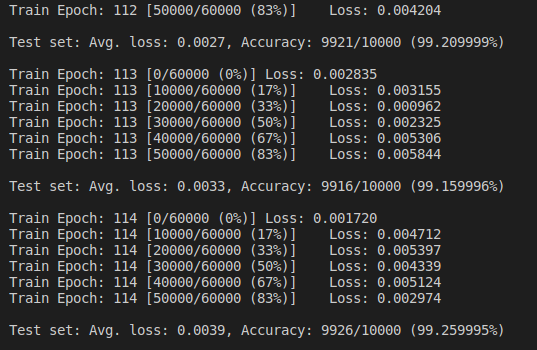 Train Epoch: 112 [50000/60000 (83%)]    Loss: 0.004204
Test set: Avg. loss: 0.0027, Accuracy: 9921/10000 (99.209999%)
Train Epoch: 113 [0/60000 (0%)] Loss: 0.002835
Train Epoch: 113 [10000/60000 (17%)]    Loss: 0.003155
Train Epoch: 113 [20000/60000 (33%)]    Loss: 0.000962
Train Epoch: 113 [30000/60000 (50%)]    Loss: 0.002325
Train Epoch: 113 [40000/60000 (67%)]    Loss: 0.005306
Train Epoch: 113 [50000/60000 (83%)]    Loss: 0.005844
Test set: Avg. loss: 0.0033, Accuracy: 9916/10000 (99.159996%)
Train Epoch: 114 [0/60000 (0%)] Loss: 0.001720
Train Epoch: 114 [10000/60000 (17%)]    Loss: 0.004712
Train Epoch: 114 [20000/60000 (33%)]    Loss: 0.005397
Train Epoch: 114 [30000/60000 (50%)]    Loss: 0.004339
Train Epoch: 114 [40000/60000 (67%)]    Loss: 0.005124
Train Epoch: 114 [50000/60000 (83%)]    Loss: 0.002974
Test set: Avg. loss: 0.0039, Accuracy: 9926/10000 (99.259995%)